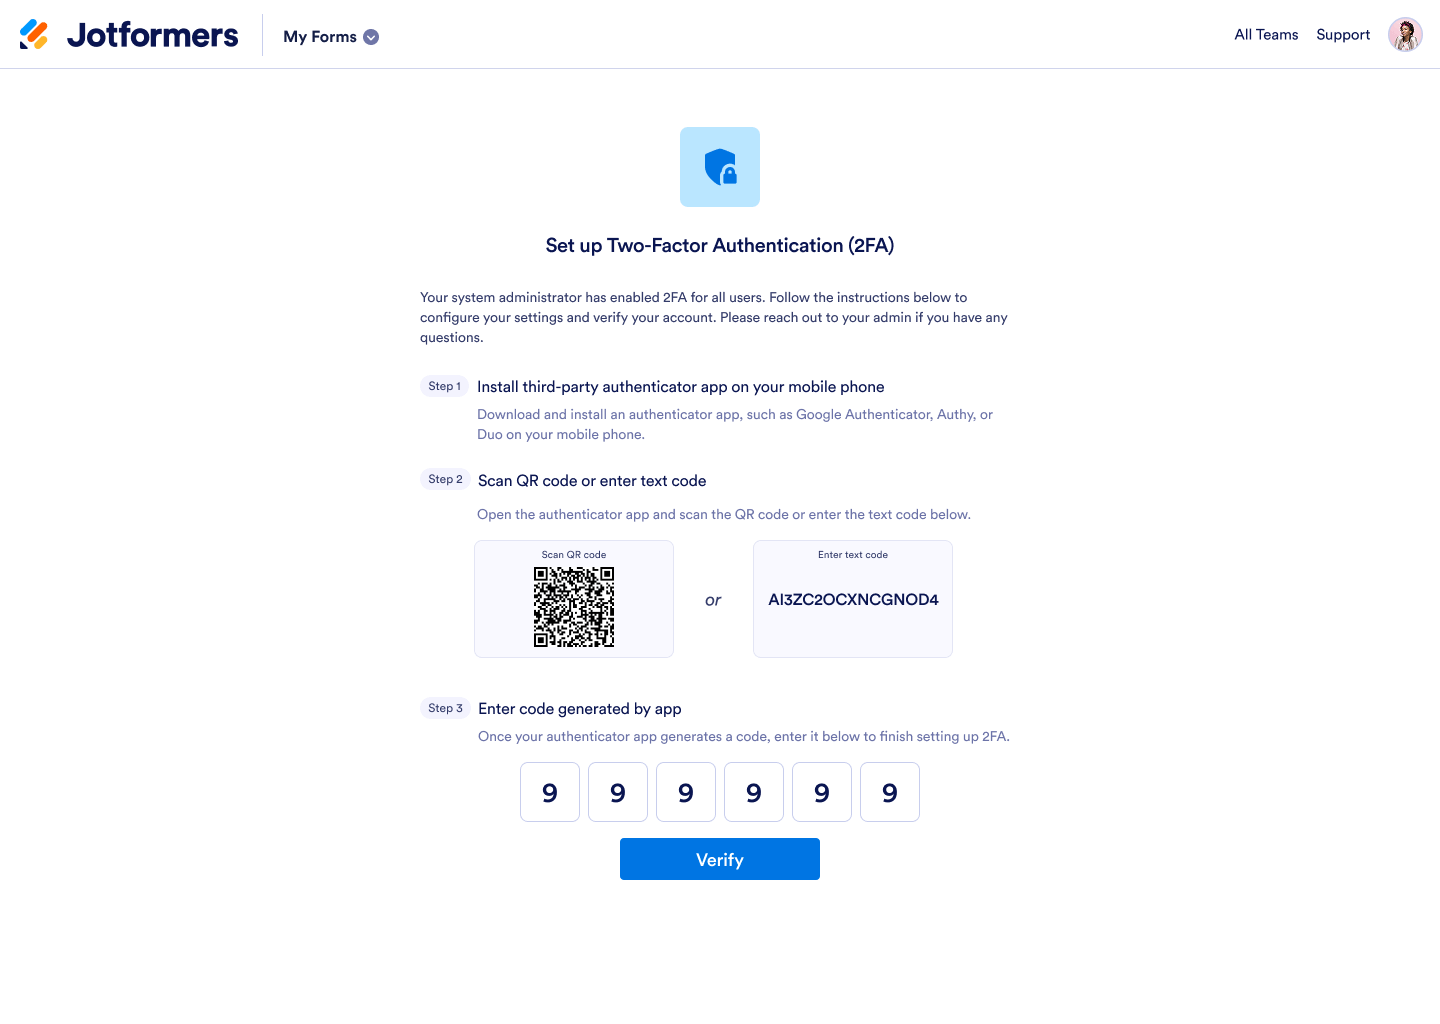 Jotformers
My Forms
All Teams
Support
Set up Two-Factor Authentication (2FA)
Your system administrator has enabled 2FA for all users. Follow the instructions below to
configure your settings and verify your account. Please reach out to your admin if you have any
questions.
Step 1
Install third-party authenticator app on your mobile phone
Download and install an authenticator app, such as Google Authenticator, Authy, or
Duo on your mobile phone.
Step 2
Scan QR code or enter text code
Open the authenticator app and scan the QR code or enter the text code below.
Scan QR code
or
Enter text code
AI3ZC2OCXNCGNOD4
Step 3
Enter code generated by app
Once your authenticator app generates a code, enter it below to finish setting up 2FA.
9 9 9 9 9 9
Verify